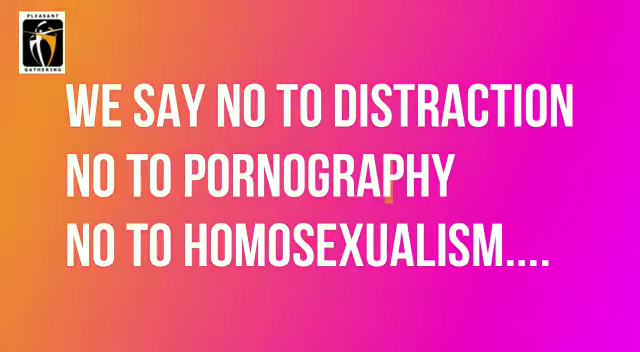 PLEASANT
GATHERING
WE SAY NO TO DISTRACTION
NO TO PORNOGRAPHY
NO TO HOMOSEXUALISM....